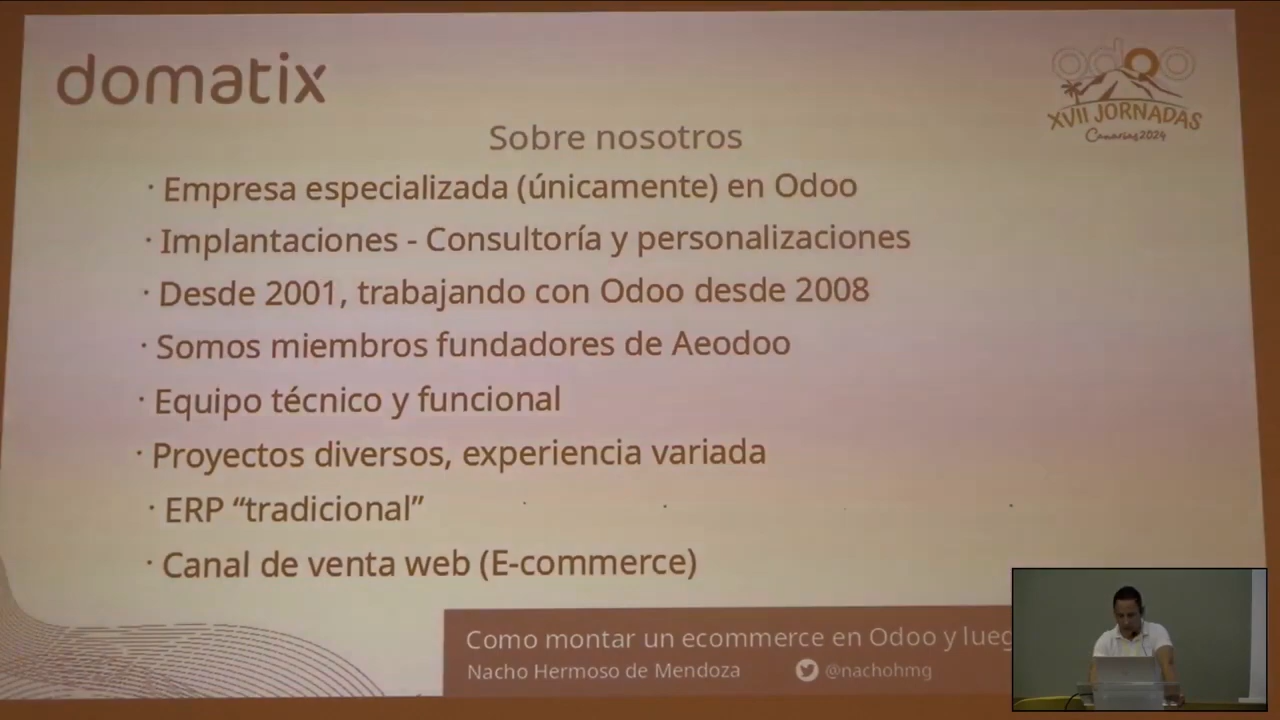 domatix
odoo
XVII JORNADAS
Canarias 2024
Sobre nosotros
· Empresa especializada (únicamente) en Odoo
· Implantaciones - Consultoría y personalizaciones
· Desde 2001, trabajando con Odoo desde 2008
· Somos miembros fundadores de Aeodoo
· Equipo técnico y funcional
· Proyectos diversos, experiencia variada
· ERP “tradicional”
· Canal de venta web (E-commerce)
Como montar un ecommerce en Odoo y lueg
Nacho Hermoso de Mendoza
@nachohmg